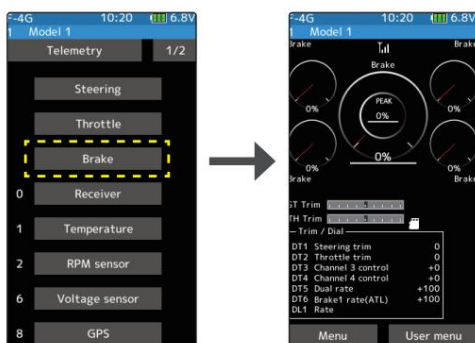 F-4G 10:20 6.8V
1 Model 1
Telemetry 1/2
Steering
Throttle
Brake
0 Receiver
1 Temperature
2 RPM sensor
6 Voltage sensor
8 GPS
F-4G 10:20 6.8V
1 Model 1
Brake Brake
Brake
PEAK
0%
0% 0%
0%
0% 0%
Brake Brake
ST Trim
TH Trim
Trim / Dial
DT1 Steering trim 0
DT2 Throttle trim 0
DT3 Channel 3 control +0
DT4 Channel 4 control +0
DT5 Dual rate +100
DT6 Brake1 rate(ATL) +100
DL1 Rate
Menu User menu